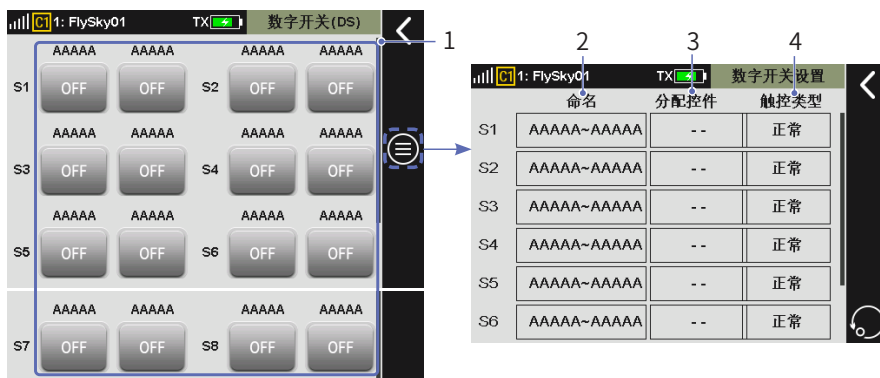 C1 1: FlySky01 TX 数字开关(DS)
AAAAA AAAAA AAAAA AAAAA
S1 OFF OFF S2 OFF OFF
AAAAA AAAAA AAAAA AAAAA
S3 OFF OFF S4 OFF OFF
AAAAA AAAAA AAAAA AAAAA
S5 OFF OFF S6 OFF OFF
AAAAA AAAAA AAAAA AAAAA
S7 OFF OFF S8 OFF OFF
1
2 3 4
C1 1: FlySky01 TX 数字开关设置
命名 分配控件 触控类型
S1 AAAAA~AAAAA - - 正常
S2 AAAAA~AAAAA - - 正常
S3 AAAAA~AAAAA - - 正常
S4 AAAAA~AAAAA - - 正常
S5 AAAAA~AAAAA - - 正常
S6 AAAAA~AAAAA - - 正常